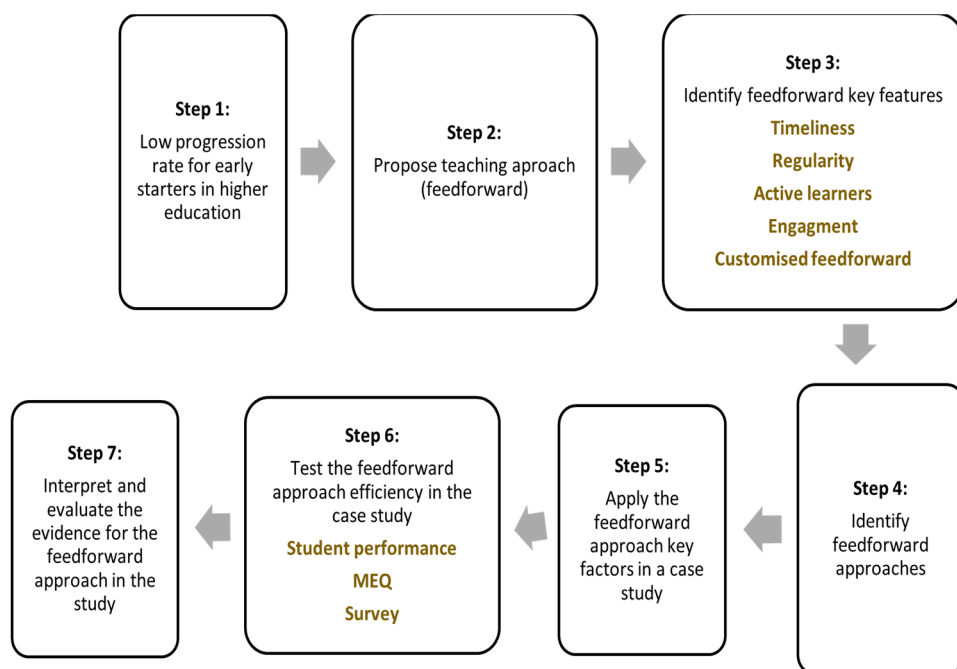 Step 1:
Low progression
rate for early
starters in higher
education
Step 2:
Propose teaching aproach
(feedforward)
Step 3:
Identify feedforward key features
Timeliness
Regularity
Active learners
Engagment
Customised feedforward
Step 4:
Identify
feedforward
approaches
Step 5:
Apply the
feedforward
approach key
factors in a case
study
Step 6:
Test the feedforward
approach efficiency in the
case study
Student performance
MEQ
Survey
Step 7:
Interpret and
evaluate the
evidence for the
feedforward
approach in the
study